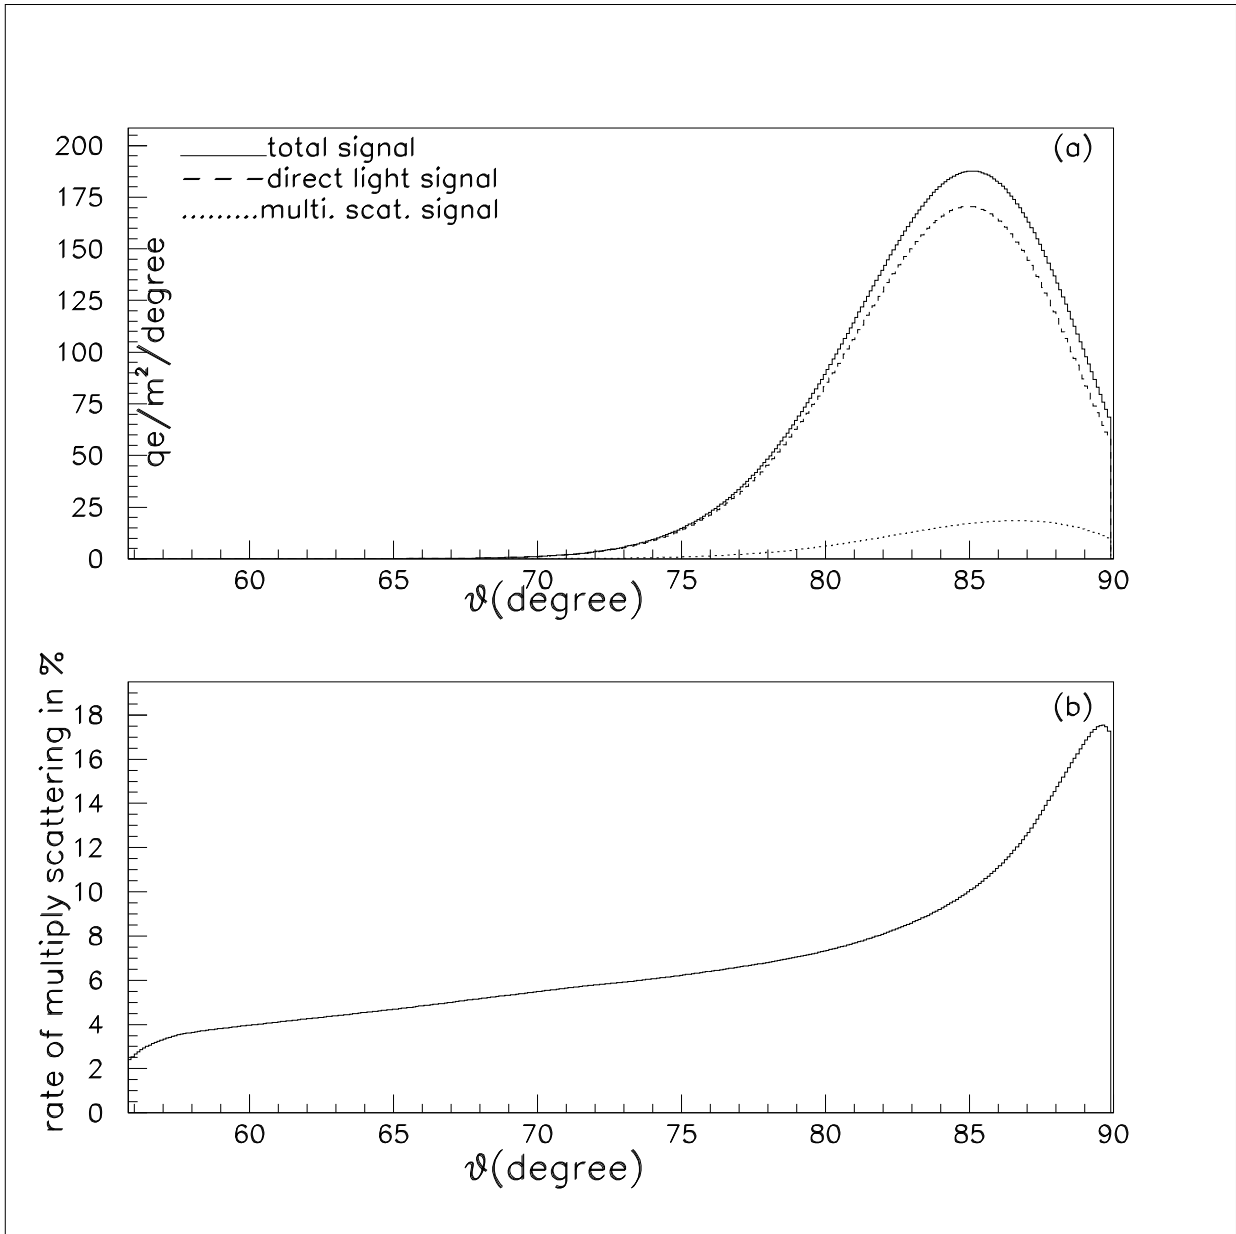 (a)
total signal
direct light signal
multi. scat. signal
200
175
150
125
100
75
50
25
0
qe/m²/degree
60 65 70 75 80 85 90
ϑ(degree)
(b)
18
16
14
12
10
8
6
4
2
0
rate of multiply scattering in %
60 65 70 75 80 85 90
ϑ(degree)